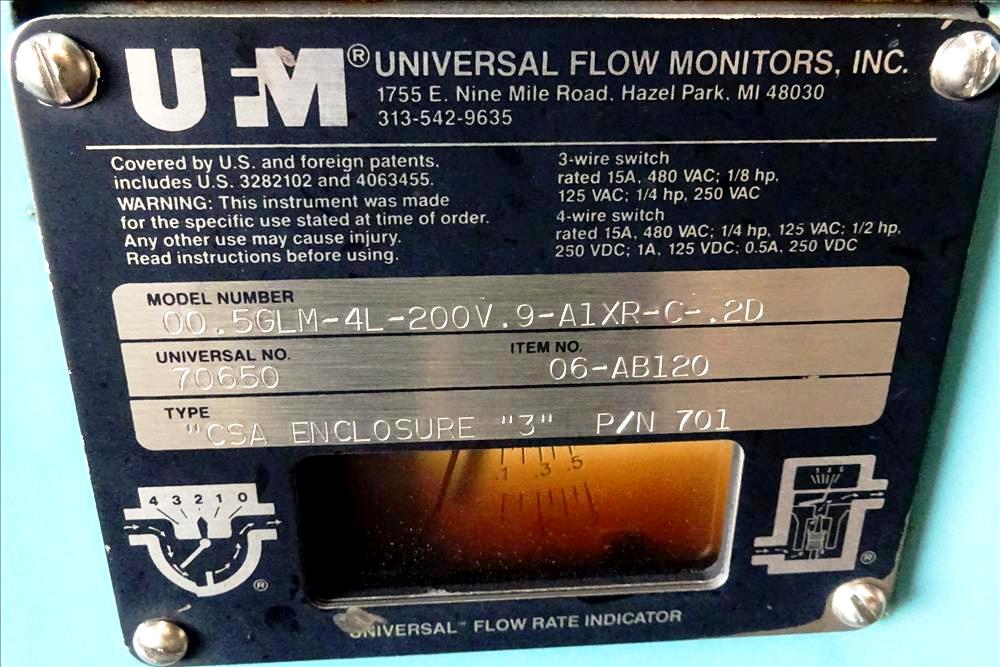 UFM® UNIVERSAL FLOW MONITORS, INC.
1755 E. Nine Mile Road, Hazel Park, MI 48030
313-542-9635
Covered by U.S. and foreign patents,
includes U.S. 3282102 and 4063455.
WARNING: This instrument was made
for the specific use stated at time of order.
Any other use may cause injury.
Read instructions before using.
3-wire switch
rated 15A, 480 VAC; 1/8 hp,
125 VAC; 1/4 hp, 250 VAC
4-wire switch
rated 15A, 480 VAC; 1/4 hp, 125 VAC; 1/2 hp,
250 VDC; 1A, 125 VDC; 0.5A, 250 VDC
MODEL NUMBER
00.5GLM-4L-200V.9-A1XR-C-.2D
UNIVERSAL NO.
70650
ITEM NO.
06-AB120
TYPE
"CSA ENCLOSURE "3" P/N 701
.1 .3 .5
4 3 2 1 0
®
®
UNIVERSAL™ FLOW RATE INDICATOR